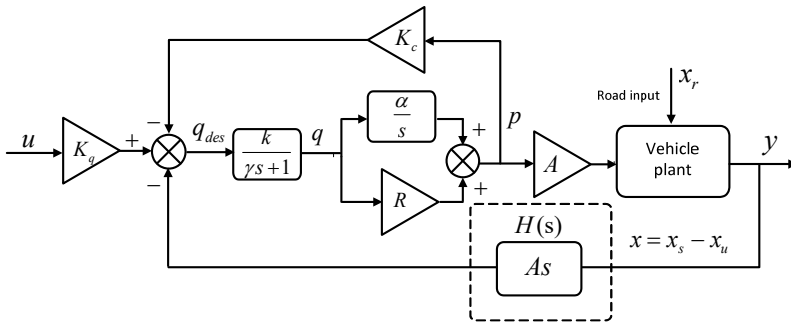 K_c
x_r
Road input
u
K_q
+
−
−
q_des
k
γs+1
q
α
s
R
+
+
p
A
Vehicle
plant
y
H(s)
As
x = x_s − x_u